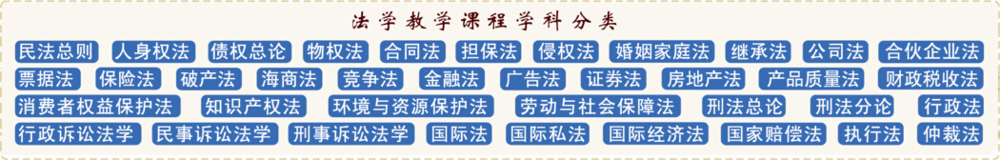 法学教学课程学科分类
民法总则 人身权法 债权总论 物权法 合同法 担保法 侵权法 婚姻家庭法 继承法 公司法 合伙企业法
票据法 保险法 破产法 海商法 竞争法 金融法 广告法 证券法 房地产法 产品质量法 财政税收法
消费者权益保护法 知识产权法 环境与资源保护法 劳动与社会保障法 刑法总论 刑法分论 行政法
行政诉讼法学 民事诉讼法学 刑事诉讼法学 国际法 国际私法 国际经济法 国家赔偿法 执行法 仲裁法